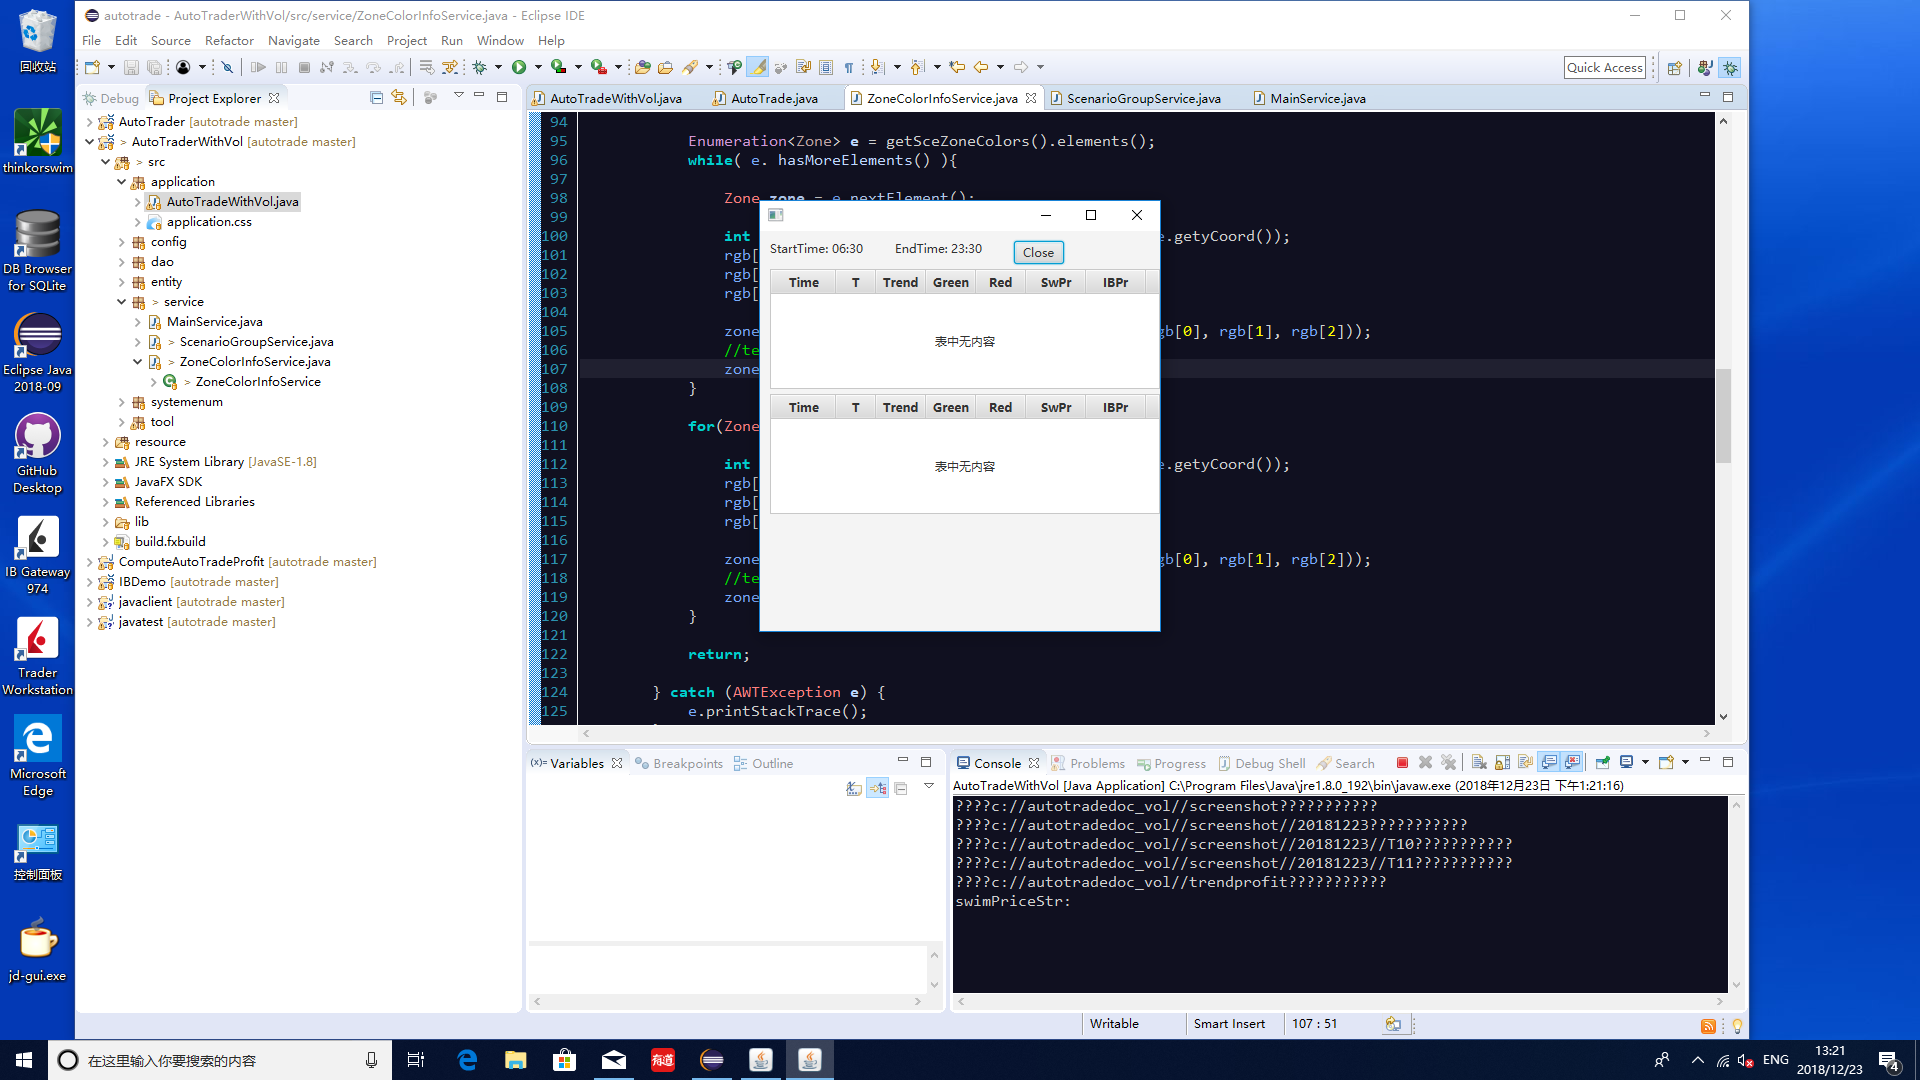 autotrade - AutoTraderWithVol/src/service/ZoneColorInfoService.java - Eclipse IDE
File Edit Source Refactor Navigate Search Project Run Window Help
Quick Access
回收站
thinkorswim
DB Browser
for SQLite
Eclipse Java
2018-09
GitHub
Desktop
IB Gateway
974
Trader
Workstation
Microsoft
Edge
控制面板
jd-gui.exe
Debug Project Explorer
AutoTrader [autotrade master]
> AutoTraderWithVol [autotrade master]
> src
application
AutoTradeWithVol.java
application.css
config
dao
entity
> service
MainService.java
> ScenarioGroupService.java
> ZoneColorInfoService.java
> ZoneColorInfoService
systemenum
tool
resource
JRE System Library [JavaSE-1.8]
JavaFX SDK
Referenced Libraries
lib
build.fxbuild
ComputeAutoTradeProfit [autotrade master]
IBDemo [autotrade master]
javaclient [autotrade master]
javatest [autotrade master]
AutoTradeWithVol.java AutoTrade.java ZoneColorInfoService.java ScenarioGroupService.java MainService.java
94
95 Enumeration<Zone> e = getSceZoneColors().elements();
96 while( e. hasMoreElements() ){
97
98 Zone zone = e.nextElement();
99
100 int e.getyCoord());
101 rgb[
102 rgb[
103 rgb[
104
105 zone gb[0], rgb[1], rgb[2]));
106 //te
107 zone
108 }
109
110 for(Zone
111
112 int e.getyCoord());
113 rgb[
114 rgb[
115 rgb[
116
117 zone gb[0], rgb[1], rgb[2]));
118 //te
119 zone
120 }
121
122 return;
123
124 } catch (AWTException e) {
125 e.printStackTrace();
StartTime: 06:30 EndTime: 23:30 Close
Time T Trend Green Red SwPr IBPr
表中无内容
Time T Trend Green Red SwPr IBPr
表中无内容
(x)= Variables Breakpoints Outline
Console Problems Progress Debug Shell Search
AutoTradeWithVol [Java Application] C:\Program Files\Java\jre1.8.0_192\bin\javaw.exe (2018年12月23日 下午1:21:16)
????c://autotradedoc_vol//screenshot???????????
????c://autotradedoc_vol//screenshot//20181223???????????
????c://autotradedoc_vol//screenshot//20181223//T10???????????
????c://autotradedoc_vol//screenshot//20181223//T11???????????
????c://autotradedoc_vol//trendprofit???????????
swimPriceStr:
Writable Smart Insert 107 : 51
在这里输入你要搜索的内容
有道
ENG
13:21
2018/12/23
4